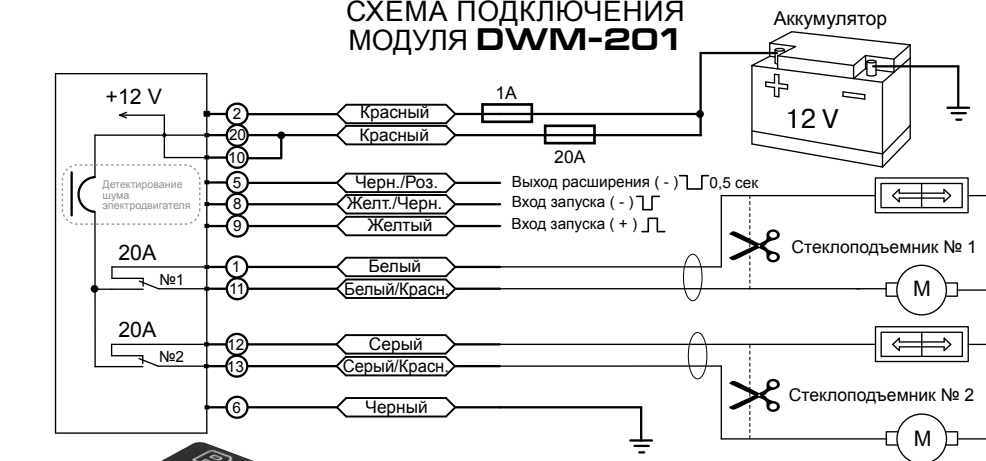 СХЕМА ПОДКЛЮЧЕНИЯ
МОДУЛЯ DWM-201
Аккумулятор
+12 V
2
Красный
1А
12 V
20
Красный
10
20А
5
Черн./Роз.
Выход расширения ( - ) 0,5 сек
Детектирование
шума
электродвигателя
8
Желт./Черн.
Вход запуска ( - )
9
Желтый
Вход запуска ( + )
20А
1
Белый
Стеклоподъемник № 1
№1
11
Белый/Красн.
M
20А
12
Серый
№2
13
Серый/Красн.
Стеклоподъемник № 2
6
Черный
M